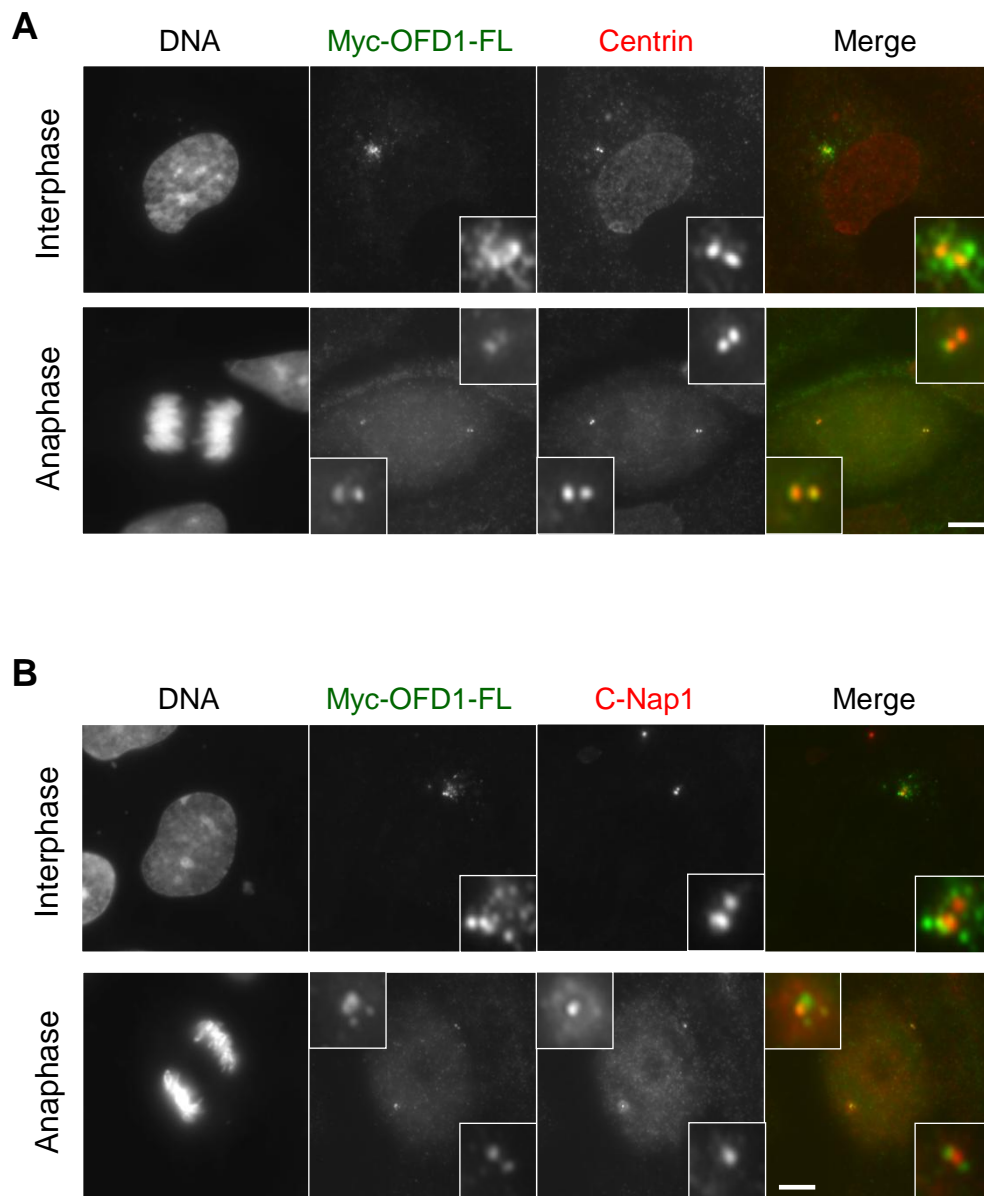 A
DNA Myc-OFD1-FL Centrin Merge
Interphase
Anaphase
B
DNA Myc-OFD1-FL C-Nap1 Merge
Interphase
Anaphase